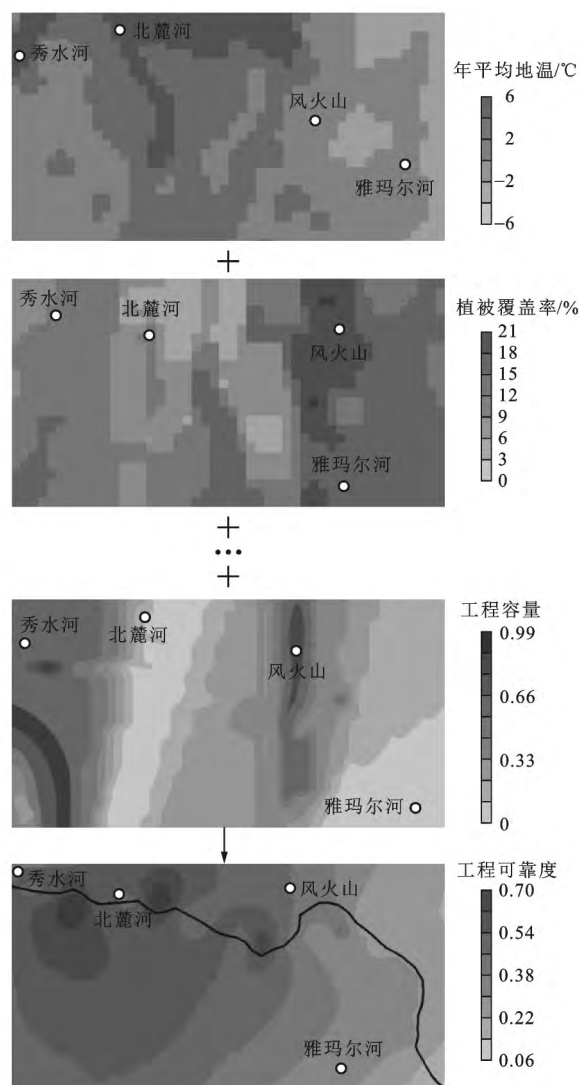 北麓河
秀水河
风火山
雅玛尔河
年平均地温/℃
6
2
−2
−6
+
秀水河
北麓河
风火山
雅玛尔河
植被覆盖率/%
21
18
15
12
9
6
3
0
+
•••
+
秀水河
北麓河
风火山
雅玛尔河
工程容量
0.99
0.66
0.33
0
秀水河
北麓河
风火山
雅玛尔河
工程可靠度
0.70
0.54
0.38
0.22
0.06